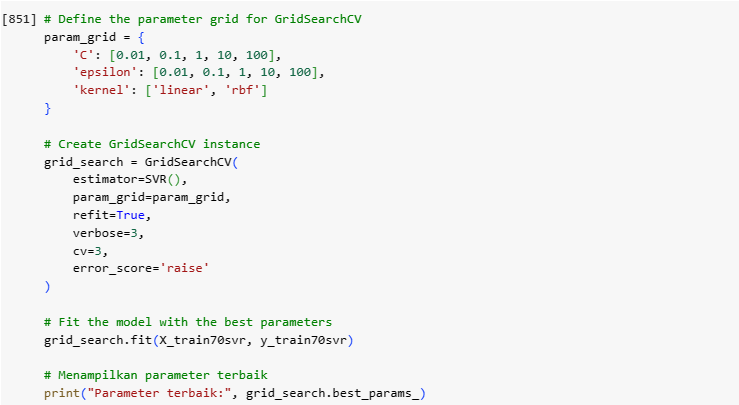 [851] # Define the parameter grid for GridSearchCV
param_grid = {
    'C': [0.01, 0.1, 1, 10, 100],
    'epsilon': [0.01, 0.1, 1, 10, 100],
    'kernel': ['linear', 'rbf']
}
# Create GridSearchCV instance
grid_search = GridSearchCV(
    estimator=SVR(),
    param_grid=param_grid,
    refit=True,
    verbose=3,
    cv=3,
    error_score='raise'
)
# Fit the model with the best parameters
grid_search.fit(X_train70svr, y_train70svr)
# Menampilkan parameter terbaik
print("Parameter terbaik:", grid_search.best_params_)